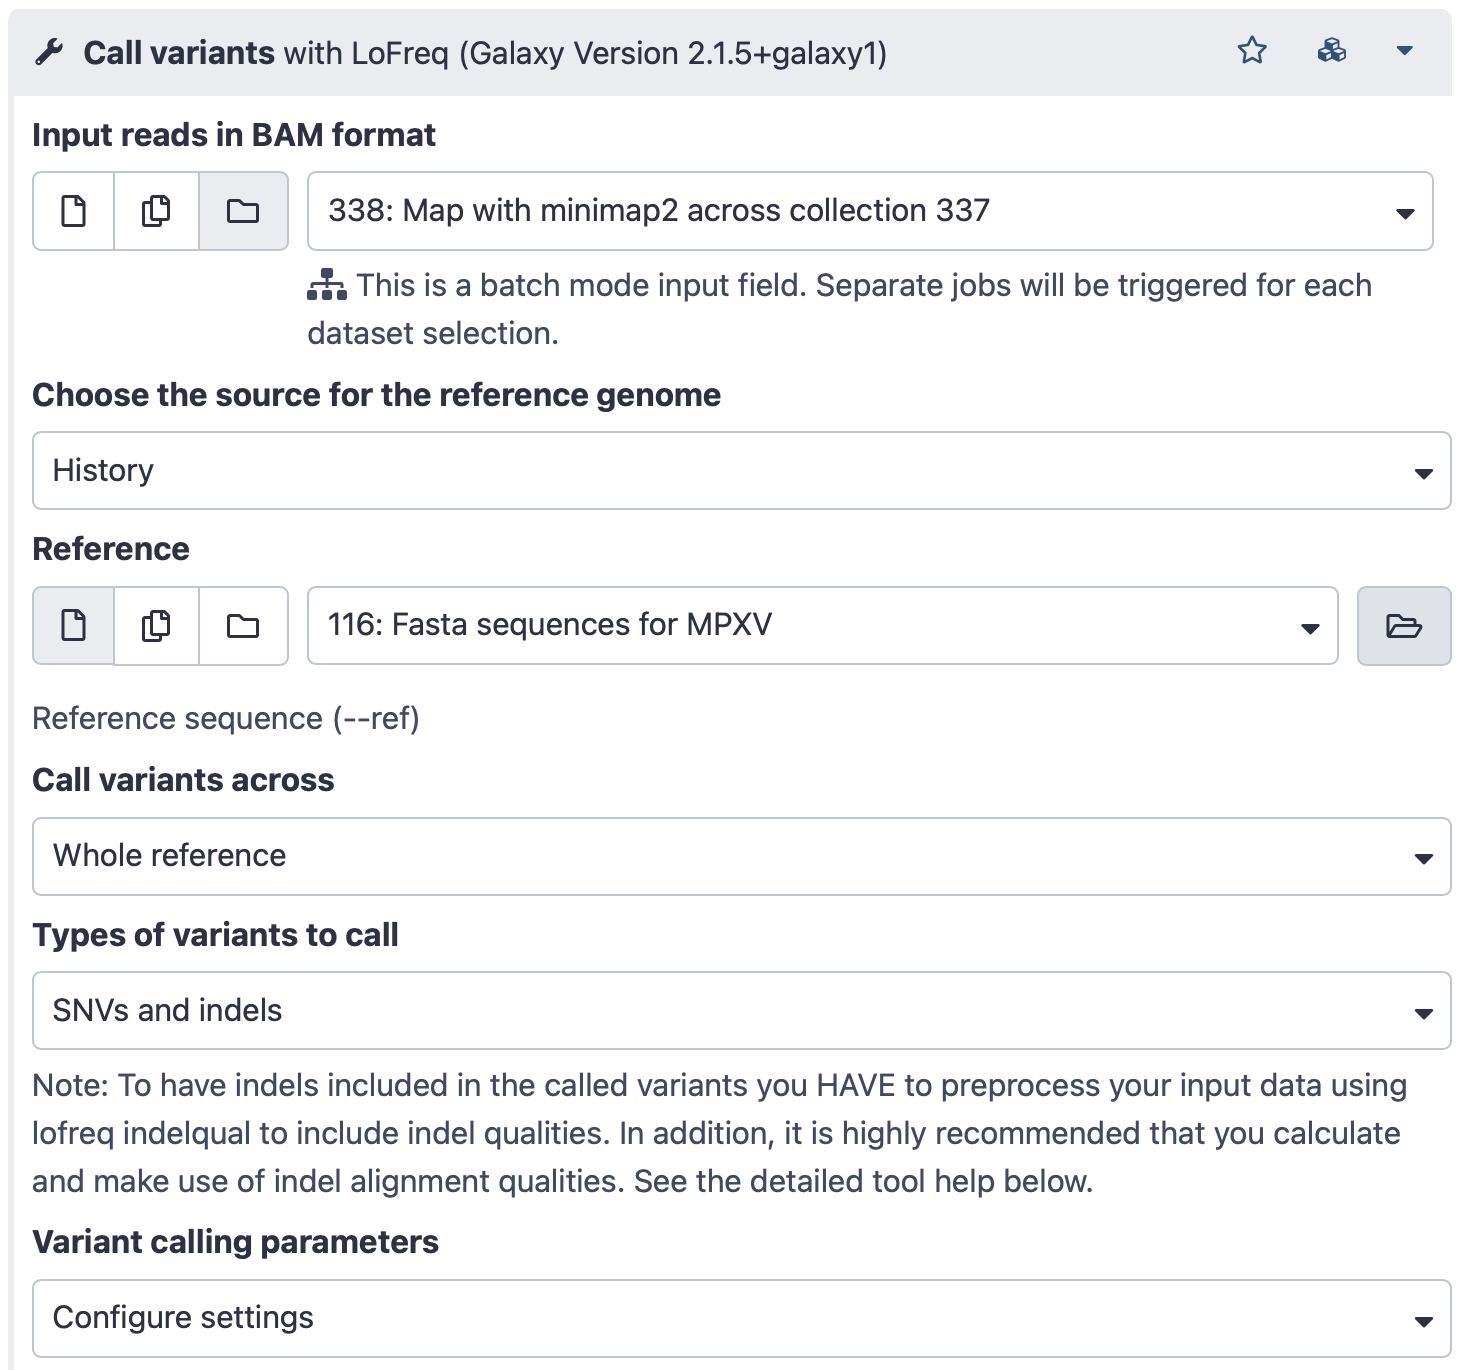 Call variants with LoFreq (Galaxy Version 2.1.5+galaxy1)
Input reads in BAM format
338: Map with minimap2 across collection 337
This is a batch mode input field. Separate jobs will be triggered for each
dataset selection.
Choose the source for the reference genome
History
Reference
116: Fasta sequences for MPXV
Reference sequence (--ref)
Call variants across
Whole reference
Types of variants to call
SNVs and indels
Note: To have indels included in the called variants you HAVE to preprocess your input data using
lofreq indelqual to include indel qualities. In addition, it is highly recommended that you calculate
and make use of indel alignment qualities. See the detailed tool help below.
Variant calling parameters
Configure settings